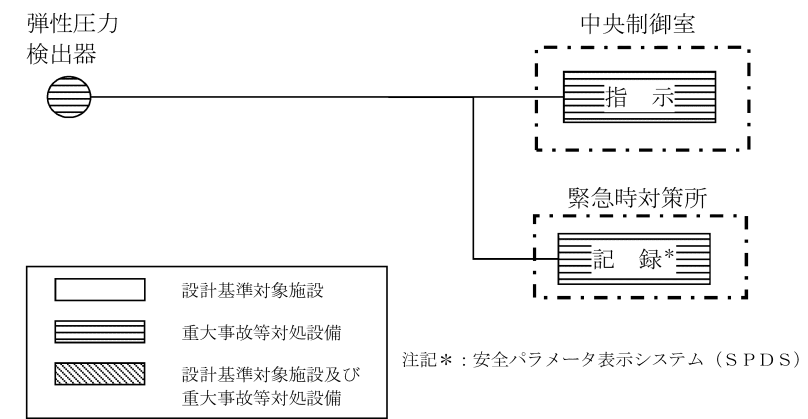 弾性圧力
検出器
中央制御室
指　示
緊急時対策所
記　録*
設計基準対象施設
重大事故等対処設備
設計基準対象施設及び
重大事故等対処設備
注記＊：安全パラメータ表示システム（ＳＰＤＳ）